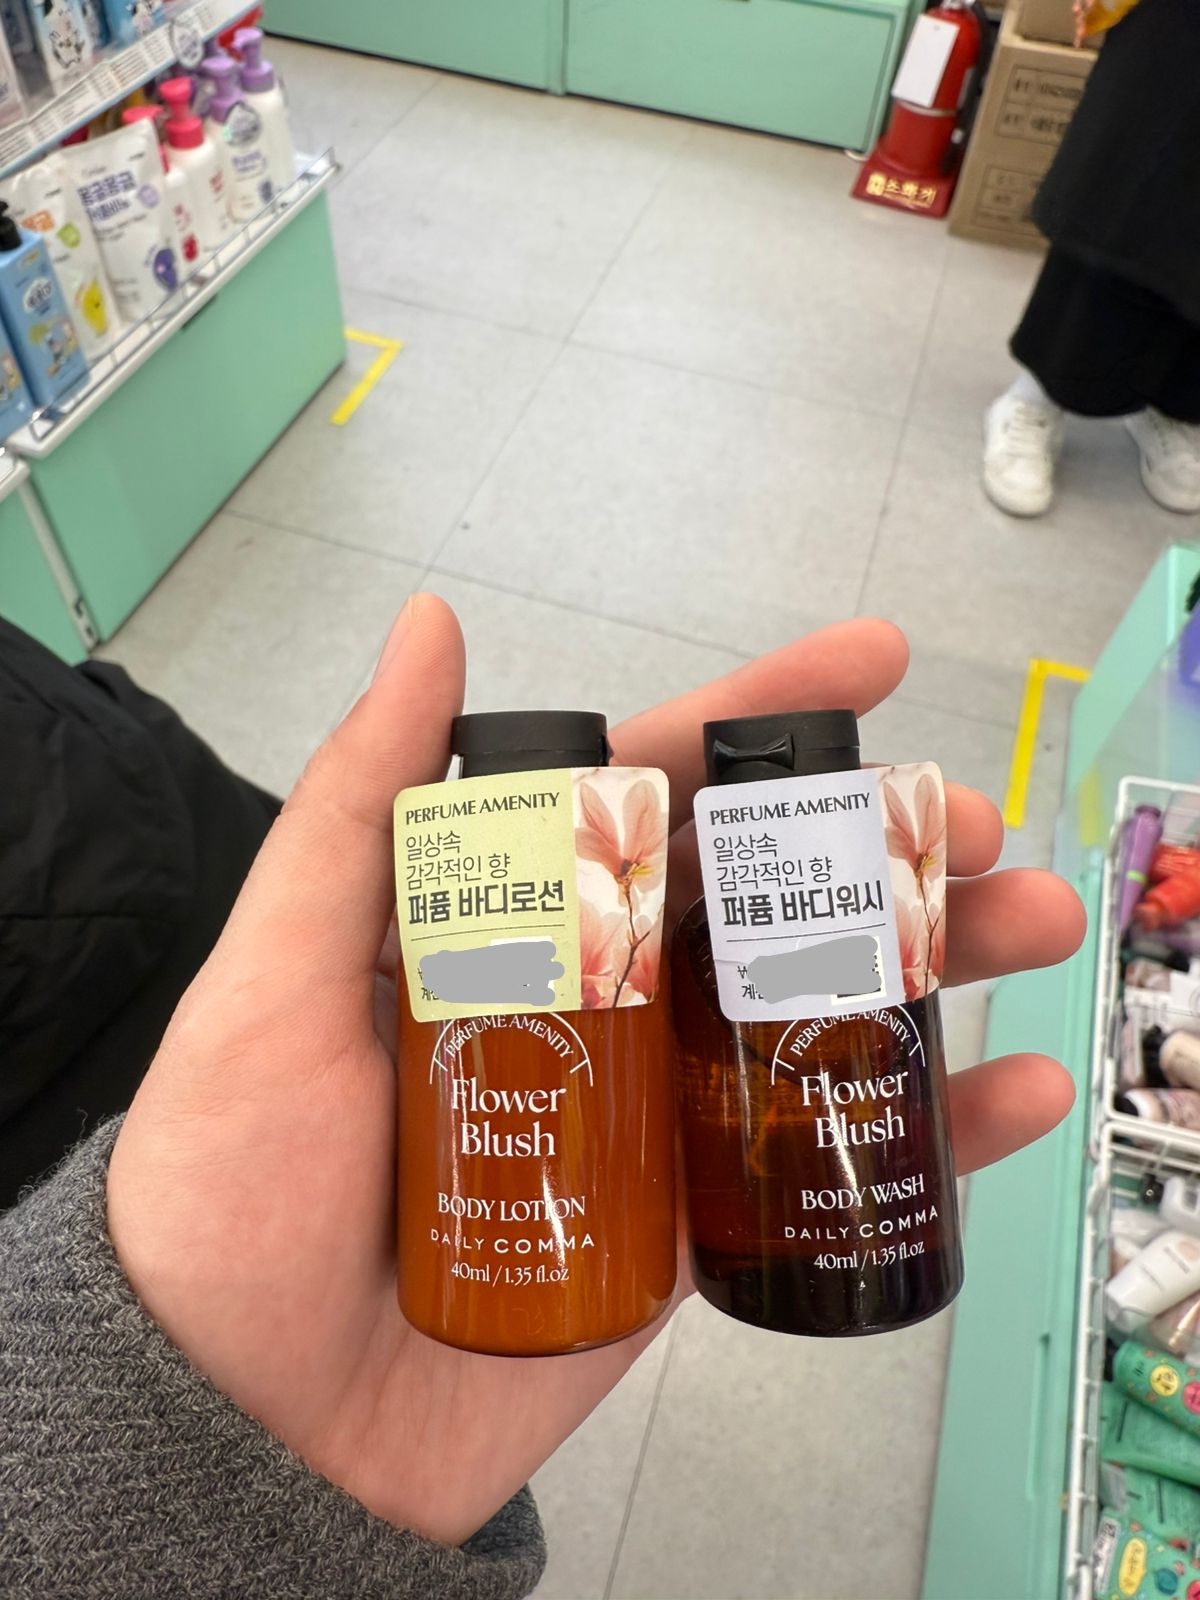 PERFUME AMENITY
일상속
감각적인 향
퍼퓸 바디로션
₩
PERFUME AMENITY
Flower
Blush
BODY LOTION
DAILY COMMA
40ml / 1.35 fl.oz
PERFUME AMENITY
일상속
감각적인 향
퍼퓸 바디워시
₩
PERFUME AMENITY
Flower
Blush
BODY WASH
DAILY COMMA
40ml / 1.35 fl.oz
소화기